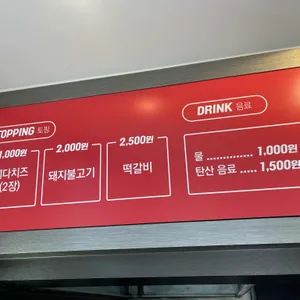 TOPPING 토핑
1,000원
다치즈
(2장)
2,000원
돼지불고기
2,500원
떡갈비
DRINK 음료
물 .............. 1,000원
탄산 음료 ..... 1,500원